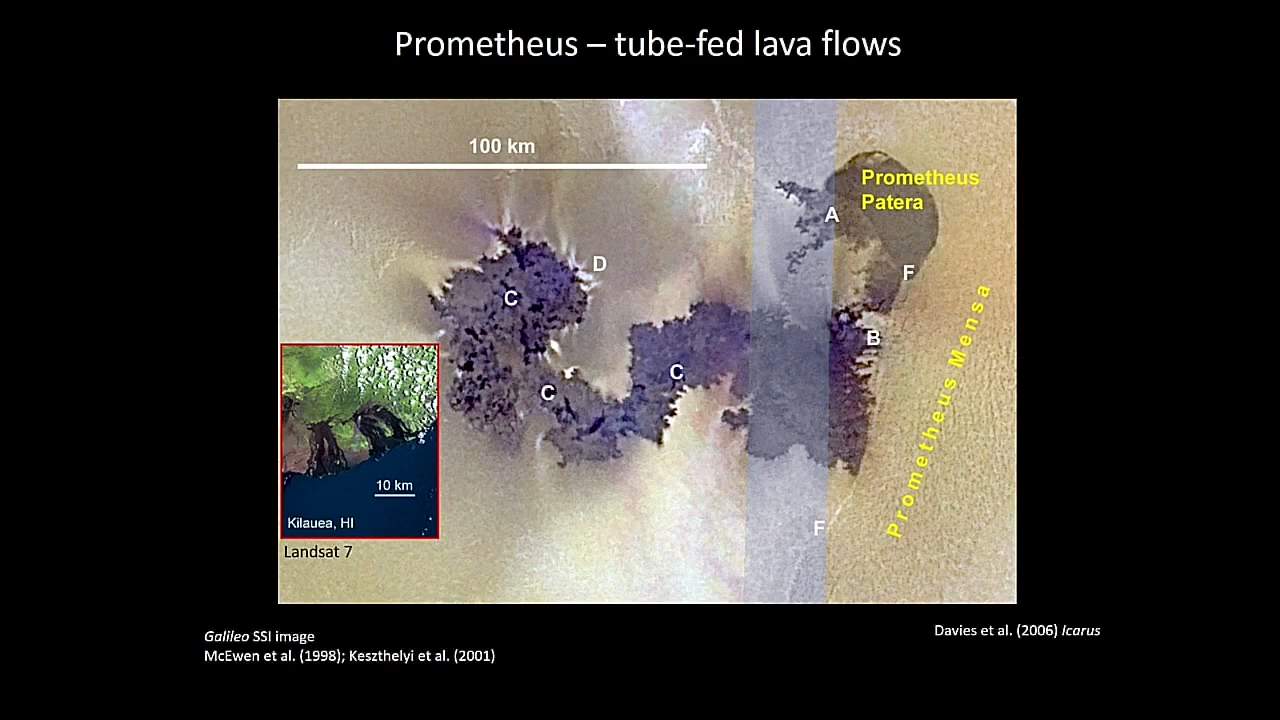 Prometheus – tube-fed lava flows
100 km
Prometheus
Patera
A
F
D
C
B
C
C
Prometheus Mensa
F
10 km
Kilauea, HI
Landsat 7
Galileo SSI image
McEwen et al. (1998); Keszthelyi et al. (2001)
Davies et al. (2006) Icarus